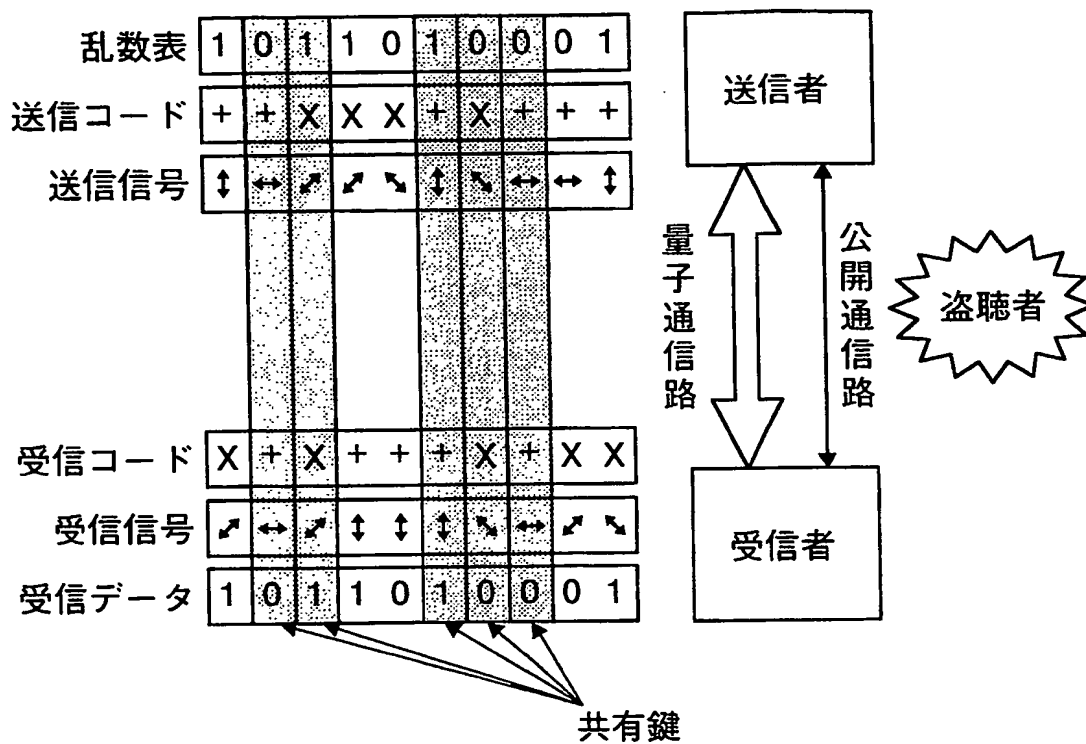 乱数表 1 0 1 1 0 1 0 0 0 1
送信コード + + X X X + X + + +
送信信号 ↕ ↔ ⤢ ⤢ ⤡ ↕ ⤡ ↔ ↔ ↕
受信コード X + X + + + X + X X
受信信号 ⤢ ↔ ⤢ ↕ ↕ ↕ ⤡ ↔ ⤢ ⤡
受信データ 1 0 1 1 0 1 0 0 0 1
共有鍵
送信者
量子通信路
公開通信路
盗聴者
受信者